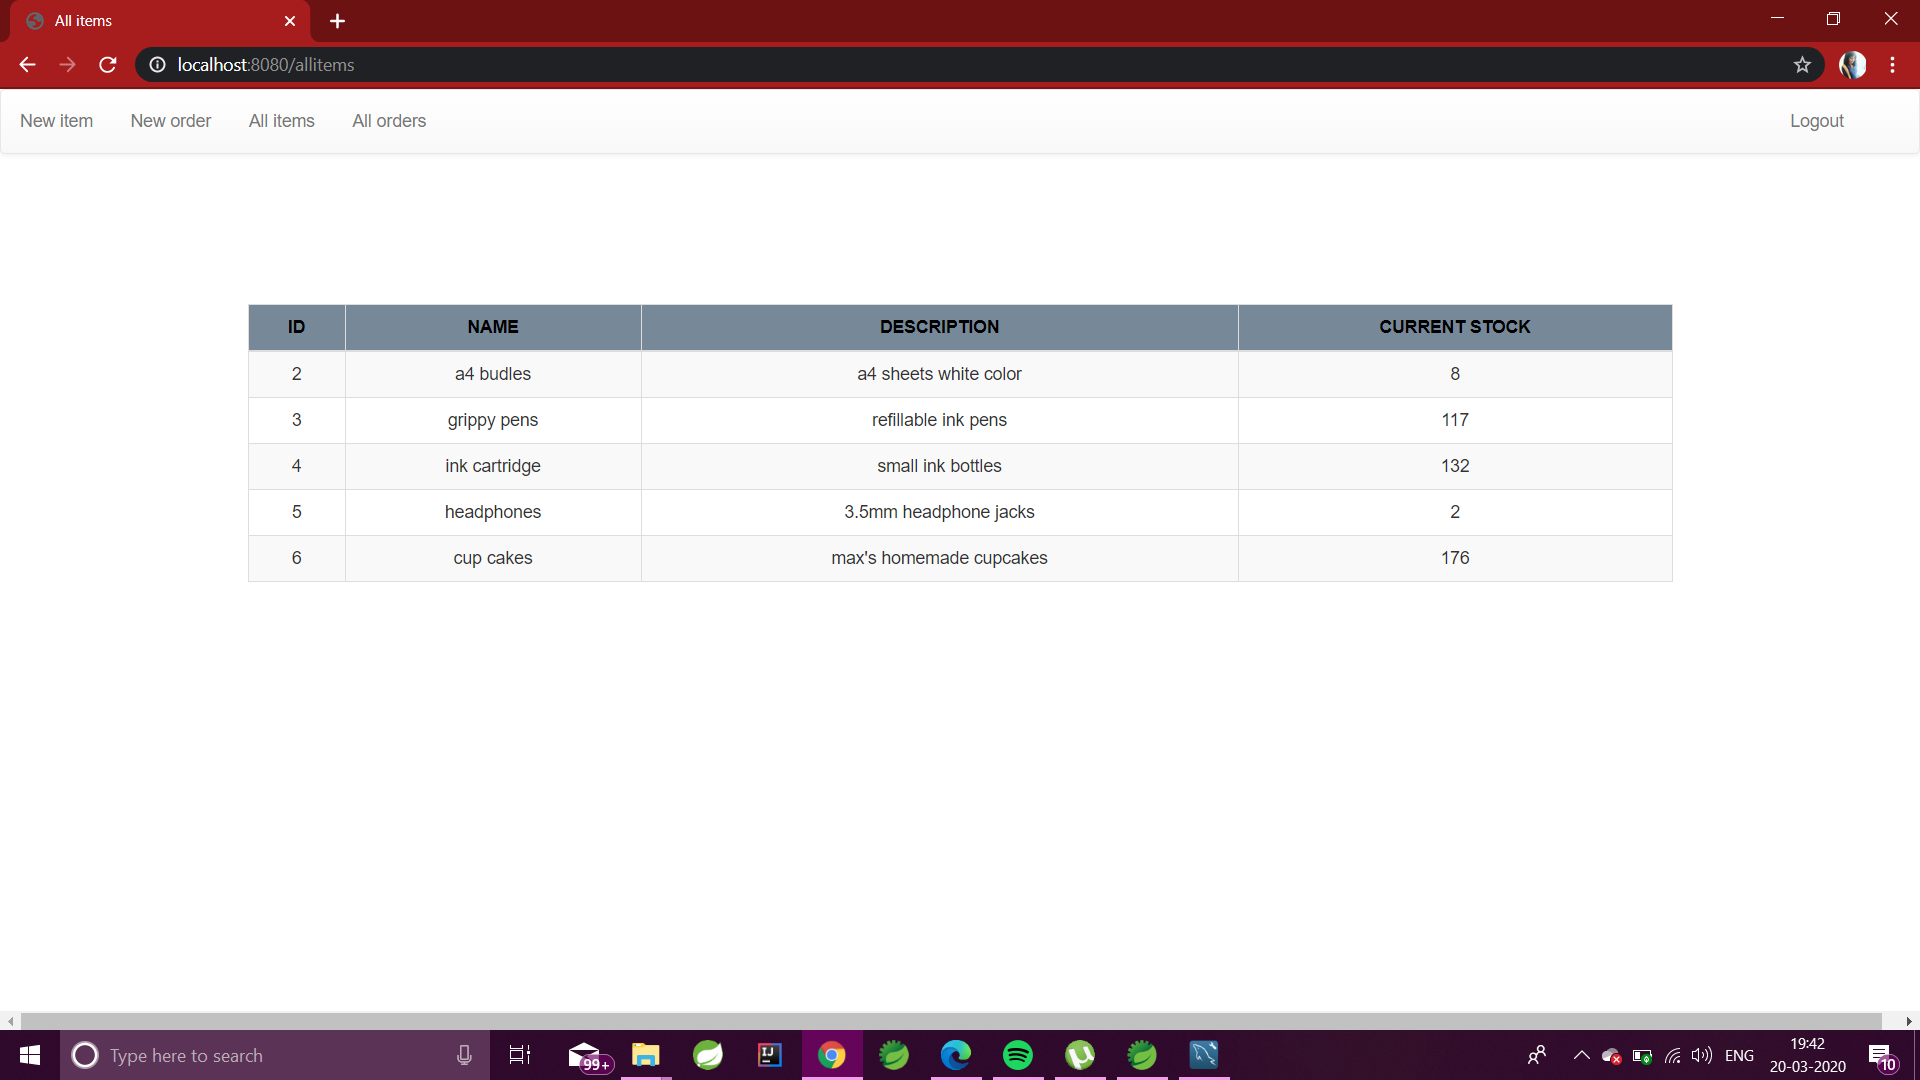 All items
localhost:8080/allitems
New item New order All items All orders Logout
ID NAME DESCRIPTION CURRENT STOCK
2 a4 budles a4 sheets white color 8
3 grippy pens refillable ink pens 117
4 ink cartridge small ink bottles 132
5 headphones 3.5mm headphone jacks 2
6 cup cakes max's homemade cupcakes 176
Type here to search 99+ IJ ENG 19:42
20-03-2020 10